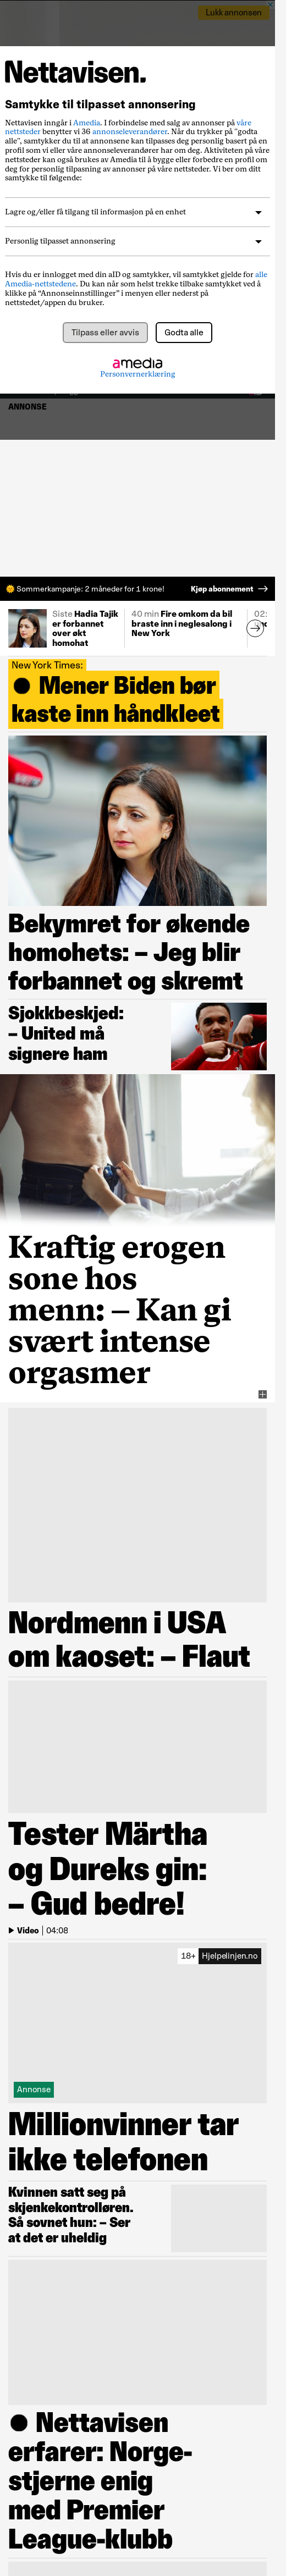 Lukk annonsen
Nettavisen.
Samtykke til tilpasset annonsering
Nettavisen inngår i Amedia. I forbindelse med salg av annonser på våre
nettsteder benytter vi 36 annonseleverandører. Når du trykker på "godta
alle", samtykker du til at annonsene kan tilpasses deg personlig basert på en
profil som vi eller våre annonseleverandører har om deg. Aktiviteten på våre
nettsteder kan også brukes av Amedia til å bygge eller forbedre en profil om
deg for personlig tilpasning av annonser på våre nettsteder. Vi ber om ditt
samtykke til følgende:
Lagre og/eller få tilgang til informasjon på en enhet
Personlig tilpasset annonsering
Hvis du er innlogget med din aID og samtykker, vil samtykket gjelde for alle
Amedia-nettstedene. Du kan når som helst trekke tilbake samtykket ved å
klikke på “Annonseinnstillinger” i menyen eller nederst på
nettstedet/appen du bruker.
Tilpass eller avvis
Godta alle
amedia
Personvernerklæring
ANNONSE
Sommerkampanje: 2 måneder for 1 krone!
Kjøp abonnement
Siste Hadia Tajik
er forbannet
over økt
homohat
40 min Fire omkom da bil
braste inn i neglesalong i
New York
New York Times:
Mener Biden bør
kaste inn håndkleet
Bekymret for økende
homohets: – Jeg blir
forbannet og skremt
Sjokkbeskjed:
– United må
signere ham
Kraftig erogen
sone hos
menn: – Kan gi
svært intense
orgasmer
Nordmenn i USA
om kaoset: – Flaut
Tester Märtha
og Dureks gin:
– Gud bedre!
Video | 04:08
18+ Hjelpelinjen.no
Annonse
Millionvinner tar
ikke telefonen
Kvinnen satt seg på
skjenkekontrolløren.
Så sovnet hun: – Ser
at det er uheldig
Nettavisen
erfarer: Norge-
stjerne enig
med Premier
League-klubb